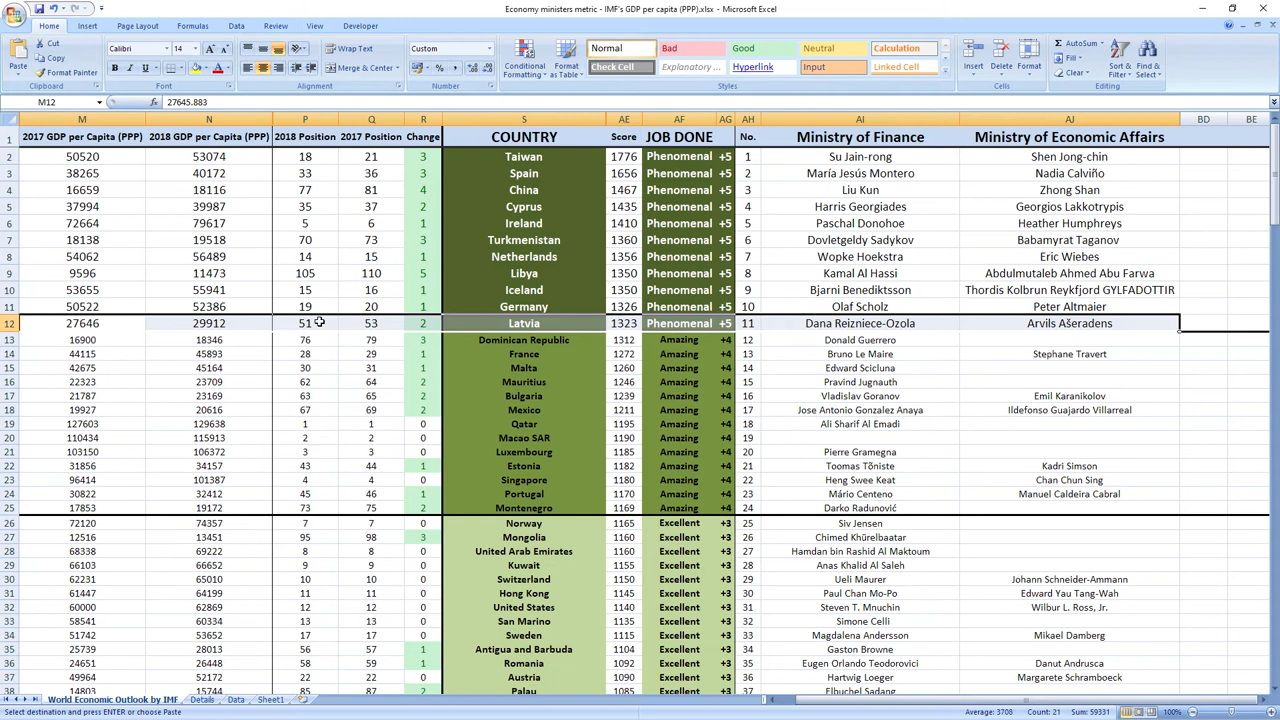 Economy ministers metric - IMF's GDP per capita (PPP).xlsx - Microsoft Excel
Home Insert Page Layout Formulas Data Review View Developer
Cut Calibri 14 Wrap Text Custom Normal Bad Good Neutral Calculation AutoSum
Paste Copy Fill
Format Painter Merge & Center Conditional Formatting Format as Table Check Cell Explanatory ... Hyperlink Input Linked Cell Insert Delete Format Clear Sort & Filter Find & Select
Clipboard Font Alignment Number Styles Cells Editing
M12 fx 27645.883
M N P Q R S AE AF AG AH AI AJ BD BE
1 2017 GDP per Capita (PPP) 2018 GDP per Capita (PPP) 2018 Position 2017 Position Change COUNTRY Score JOB DONE No. Ministry of Finance Ministry of Economic Affairs
2 50520 53074 18 21 3 Taiwan 1776 Phenomenal +5 1 Su Jain-rong Shen Jong-chin
3 38265 40172 33 36 3 Spain 1656 Phenomenal +5 2 María Jesús Montero Nadia Calviño
4 16659 18116 77 81 4 China 1467 Phenomenal +5 3 Liu Kun Zhong Shan
5 37994 39987 35 37 2 Cyprus 1435 Phenomenal +5 4 Harris Georgiades Georgios Lakkotrypis
6 72664 79617 5 6 1 Ireland 1410 Phenomenal +5 5 Paschal Donohoe Heather Humphreys
7 18138 19518 70 73 3 Turkmenistan 1360 Phenomenal +5 6 Dovletgeldy Sadykov Babamyrat Taganov
8 54062 56489 14 15 1 Netherlands 1356 Phenomenal +5 7 Wopke Hoekstra Eric Wiebes
9 9596 11473 105 110 5 Libya 1350 Phenomenal +5 8 Kamal Al Hassi Abdulmutaleb Ahmed Abu Farwa
10 53655 55941 15 16 1 Iceland 1350 Phenomenal +5 9 Bjarni Benediktsson Thordis Kolbrun Reykfjord GYLFADOTTIR
11 50522 52386 19 20 1 Germany 1326 Phenomenal +5 10 Olaf Scholz Peter Altmaier
12 27646 29912 51 53 2 Latvia 1323 Phenomenal +5 11 Dana Reizniece-Ozola Arvils Ašeradens
13 16900 18346 76 79 3 Dominican Republic 1312 Amazing +4 12 Donald Guerrero
14 44115 45893 28 29 1 France 1272 Amazing +4 13 Bruno Le Maire Stephane Travert
15 42675 45164 30 31 1 Malta 1260 Amazing +4 14 Edward Scicluna
16 22323 23709 62 64 2 Mauritius 1246 Amazing +4 15 Pravind Jugnauth
17 21787 23169 63 65 2 Bulgaria 1239 Amazing +4 16 Vladislav Goranov Emil Karanikolov
18 19927 20616 67 69 2 Mexico 1211 Amazing +4 17 Jose Antonio Gonzalez Anaya Ildefonso Guajardo Villarreal
19 127603 129638 1 1 0 Qatar 1195 Amazing +4 18 Ali Sharif Al Emadi
20 110434 115913 2 2 0 Macao SAR 1190 Amazing +4 19
21 103150 106372 3 3 0 Luxembourg 1185 Amazing +4 20 Pierre Gramegna
22 31856 34157 43 44 1 Estonia 1182 Amazing +4 21 Toomas Tõniste Kadri Simson
23 96414 101387 4 4 0 Singapore 1180 Amazing +4 22 Heng Swee Keat Chan Chun Sing
24 30822 32412 45 46 1 Portugal 1170 Amazing +4 23 Mário Centeno Manuel Caldeira Cabral
25 17853 19172 73 75 2 Montenegro 1169 Amazing +4 24 Darko Radunović
26 72120 74357 7 7 0 Norway 1165 Excellent +3 25 Siv Jensen
27 12516 13451 95 98 3 Mongolia 1160 Excellent +3 26 Chimed Khürelbaatar
28 68338 69222 8 8 0 United Arab Emirates 1160 Excellent +3 27 Hamdan bin Rashid Al Maktoum
29 66103 66652 9 9 0 Kuwait 1155 Excellent +3 28 Anas Khalid Al Saleh
30 62231 65010 10 10 0 Switzerland 1150 Excellent +3 29 Ueli Maurer Johann Schneider-Ammann
31 61447 64533 11 11 0 Hong Kong 1145 Excellent +3 30 Paul Chan Mo-Po Edward Yau Tang-Wah
32 60000 62869 12 12 0 United States 1140 Excellent +3 31 Steven T. Mnuchin Wilbur L. Ross, Jr.
33 58541 60334 13 13 0 San Marino 1135 Excellent +3 32 Simone Celli
34 51742 53652 17 17 0 Sweden 1115 Excellent +3 33 Magdalena Andersson Mikael Damberg
35 25739 28013 56 57 1 Antigua and Barbuda 1104 Excellent +3 34 Gaston Browne
36 24651 26448 58 59 1 Romania 1092 Excellent +3 35 Eugen Orlando Teodorovici Danut Andrusca
37 49964 52172 22 22 0 Austria 1090 Excellent +3 36 Hartwig Loeger Margarete Schramböck
38 14803 15744 85 87 2 Palau 1085 Excellent +3 37 Elbuchel Sadang
World Economic Outlook by IMF Details Data Sheet1
Select destination and press ENTER or choose Paste Average: 3708 Count: 21 Sum: 59331 100%